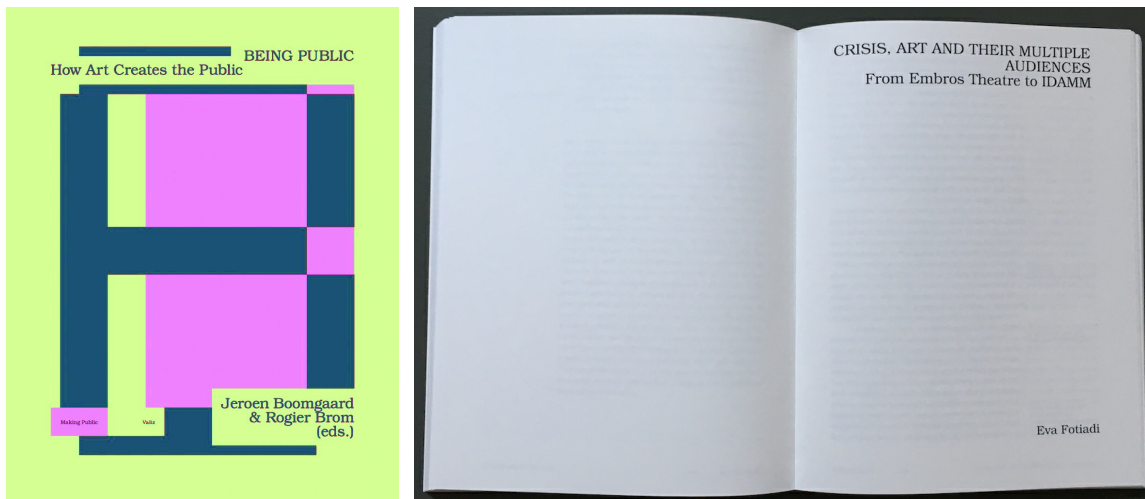 BEING PUBLIC
How Art Creates the Public
Jeroen Boomgaard
& Rogier Brom
(eds.)
Making Public
Valiz
CRISIS, ART AND THEIR MULTIPLE
AUDIENCES
From Embros Theatre to IDAMM
Eva Fotiadi